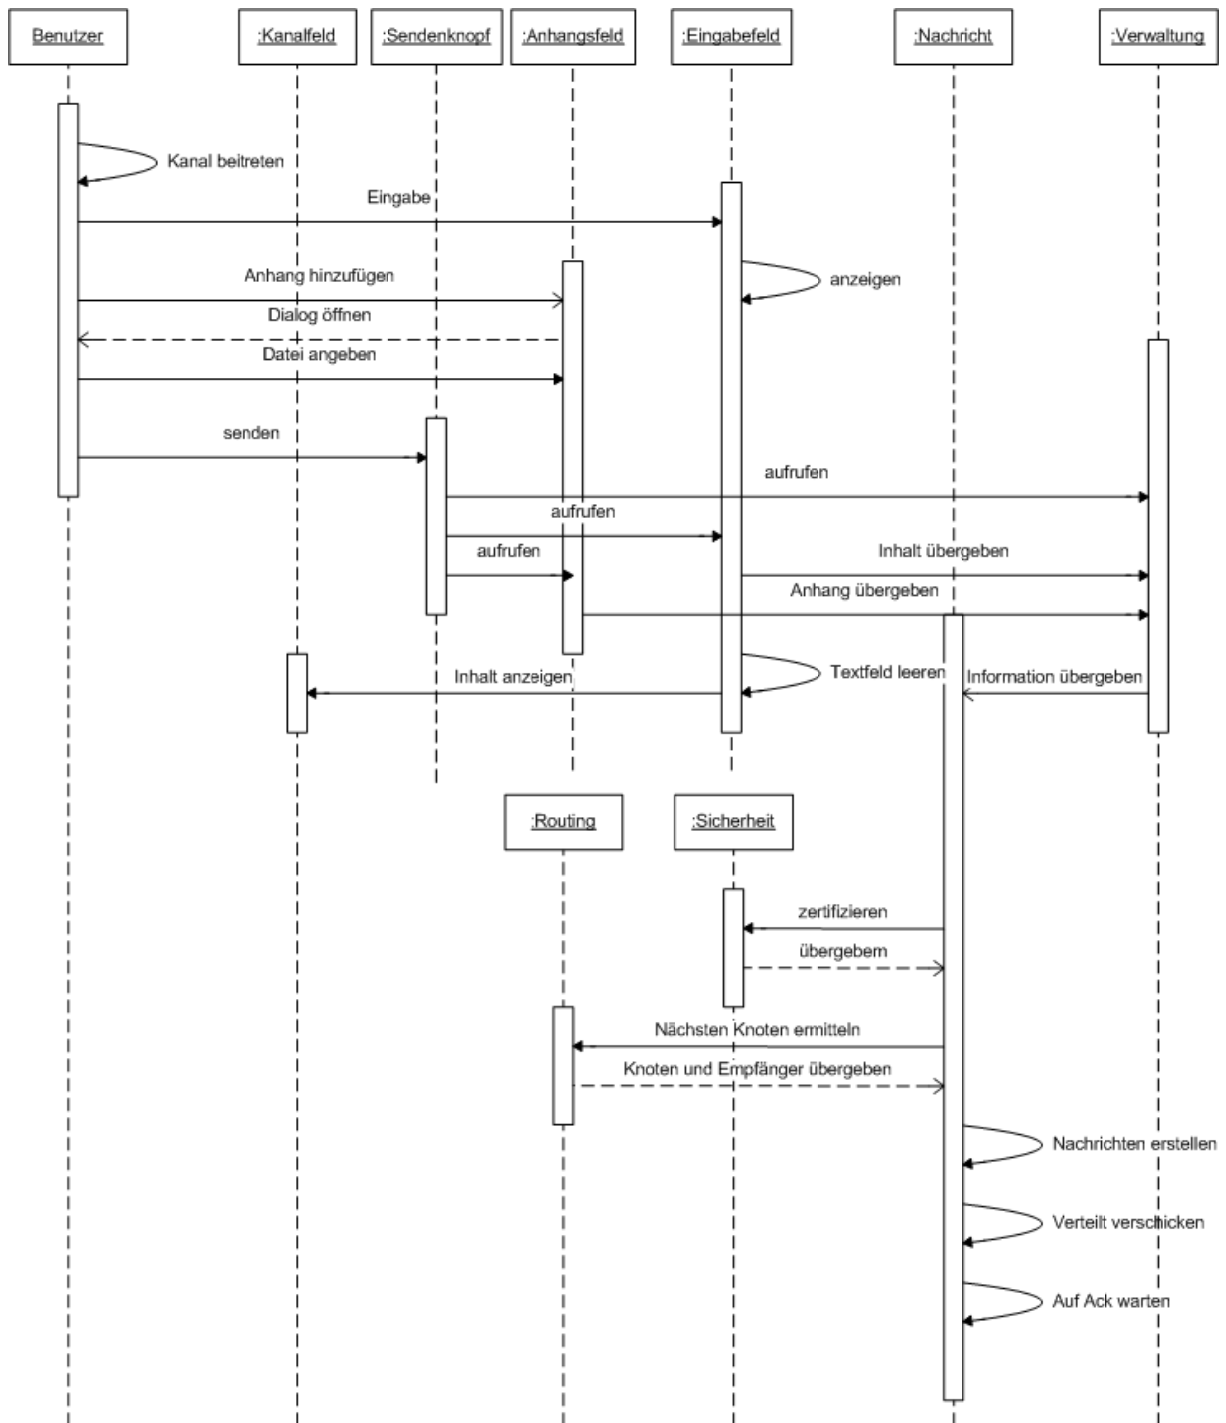 Benutzer
:Kanalfeld
:Sendenknopf
:Anhangsfeld
:Eingabefeld
:Nachricht
:Verwaltung
Kanal beitreten
Eingabe
Anhang hinzufügen
anzeigen
Dialog öffnen
Datei angeben
senden
aufrufen
aufrufen
aufrufen
Inhalt übergeben
Anhang übergeben
Inhalt anzeigen
Textfeld leeren
Information übergeben
:Routing
:Sicherheit
zertifizieren
übergebern
Nächsten Knoten ermitteln
Knoten und Empfänger übergeben
Nachrichten erstellen
Verteilt verschicken
Auf Ack warten